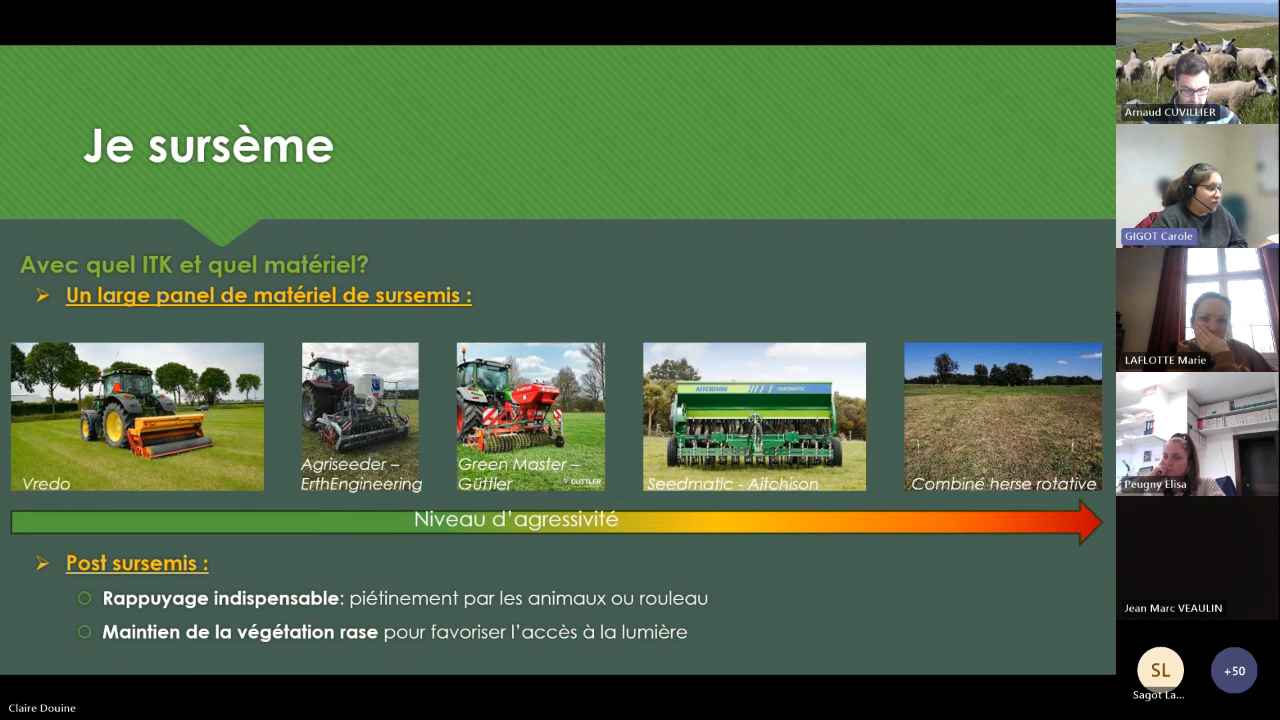 Je sursème
Avec quel ITK et quel matériel?
Un large panel de matériel de sursemis :
Vredo
Agriseeder –
ErthEngineering
Green Master –
Güttler
© GÜTTLER
AITCHISON SEEDMATIC
Seedmatic - Aitchison
Combiné herse rotative
Niveau d'agressivité
Post sursemis :
Rappuyage indispensable: piétinement par les animaux ou rouleau
Maintien de la végétation rase pour favoriser l'accès à la lumière
Claire Douine
Arnaud CUVILLIER
GIGOT Carole
LAFLOTTE Marie
Peugny Elisa
Jean Marc VEAULIN
SL
Sagot La...
+50